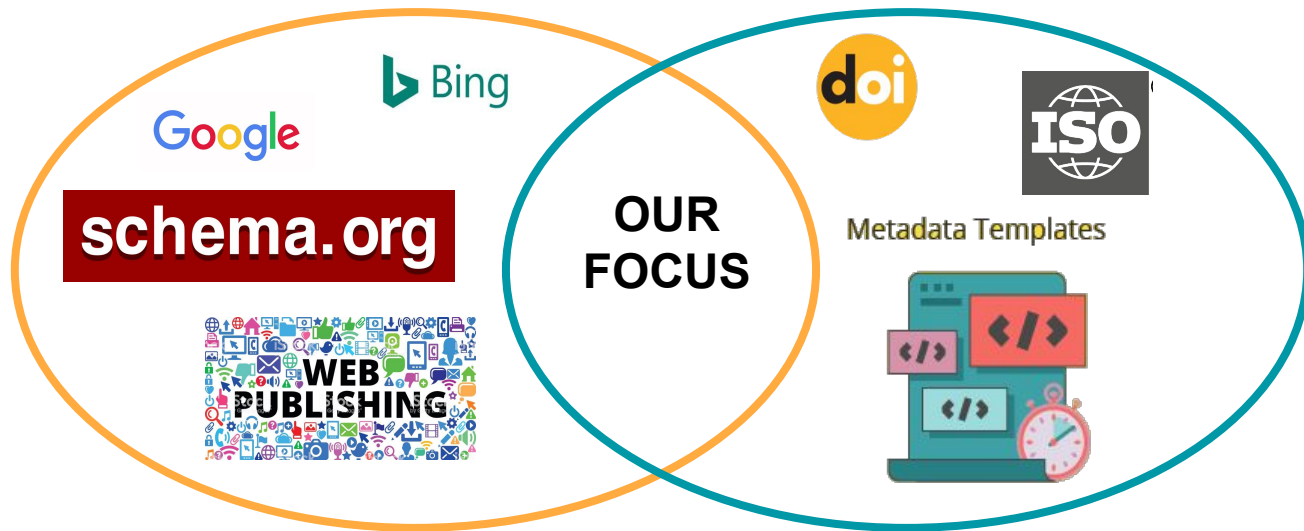 Bing
Google
schema.org
WEB
PUBLISHING
OUR
FOCUS
doi
ISO
Metadata Templates
</>
</>
</>